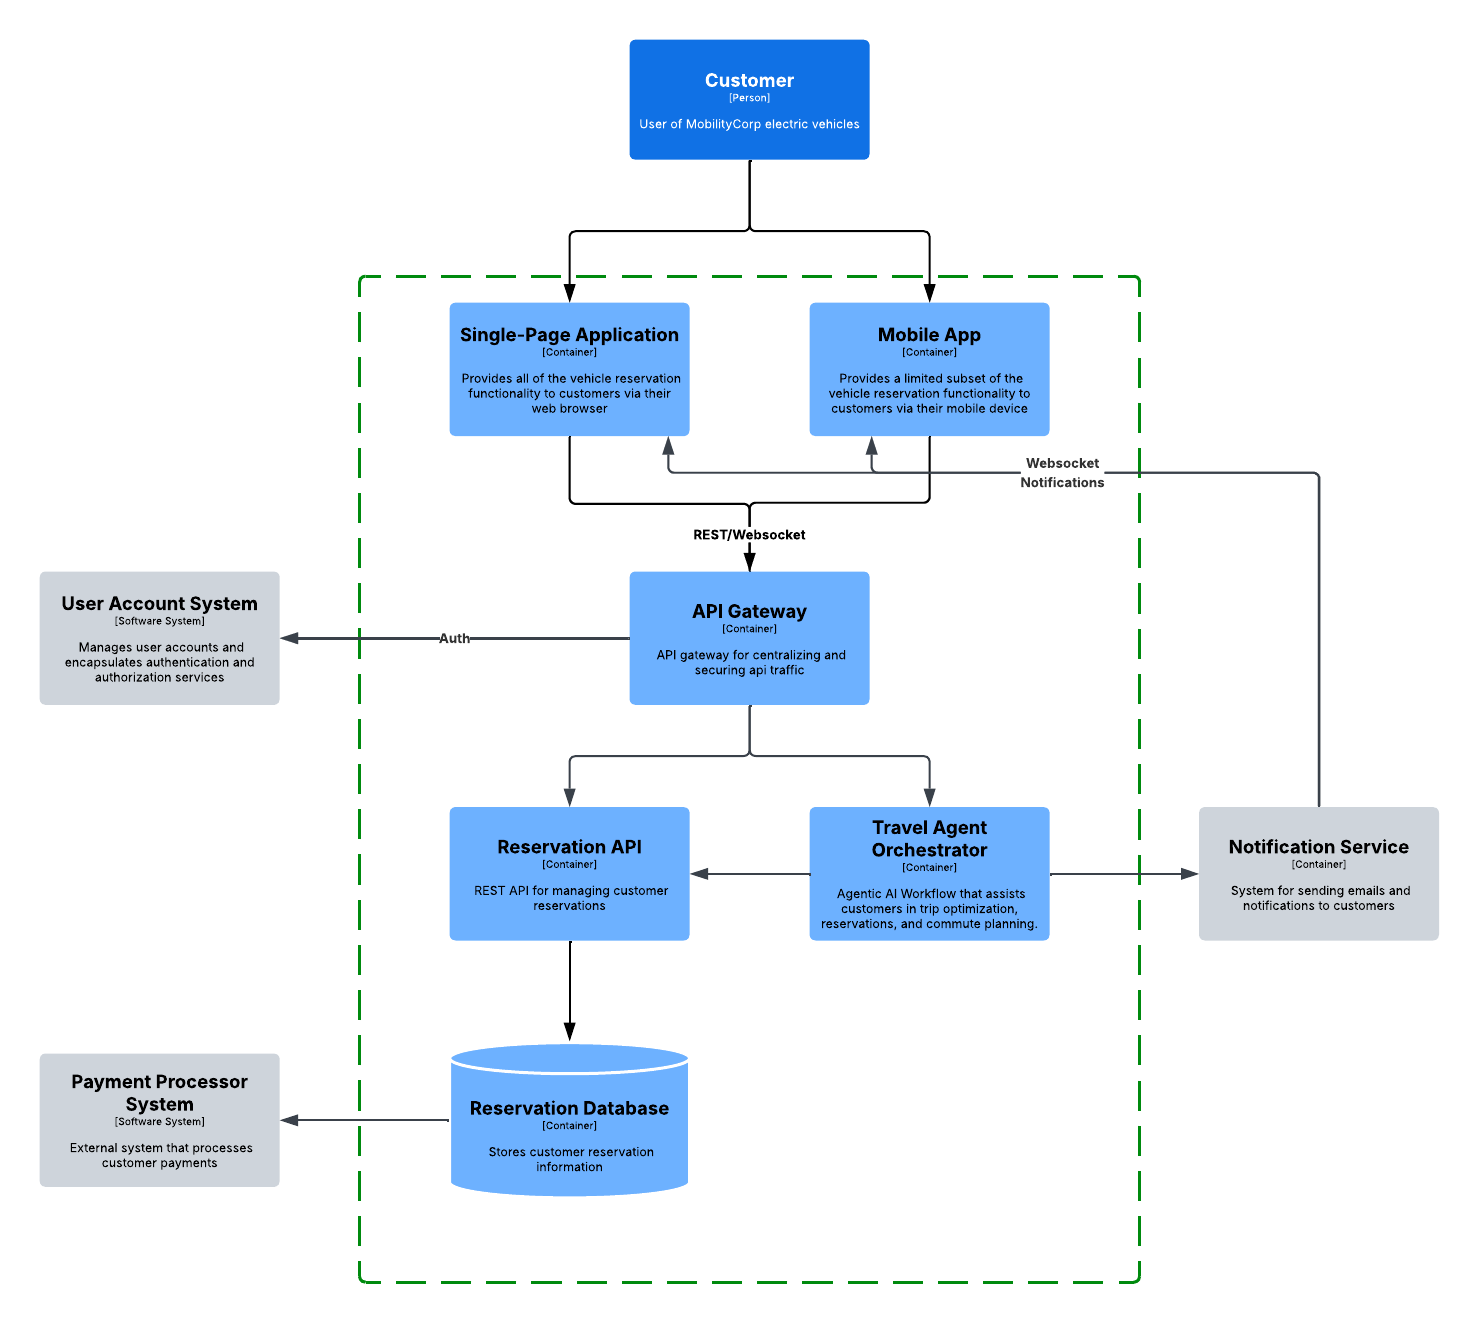 Customer
[Person]
User of MobilityCorp electric vehicles
Single-Page Application
[Container]
Provides all of the vehicle reservation
functionality to customers via their
web browser
Mobile App
[Container]
Provides a limited subset of the
vehicle reservation functionality to
customers via their mobile device
Websocket
Notifications
REST/Websocket
User Account System
[Software System]
Manages user accounts and
encapsulates authentication and
authorization services
Auth
API Gateway
[Container]
API gateway for centralizing and
securing api traffic
Reservation API
[Container]
REST API for managing customer
reservations
Travel Agent
Orchestrator
[Container]
Agentic AI Workflow that assists
customers in trip optimization,
reservations, and commute planning.
Notification Service
[Container]
System for sending emails and
notifications to customers
Payment Processor
System
[Software System]
External system that processes
customer payments
Reservation Database
[Container]
Stores customer reservation
information